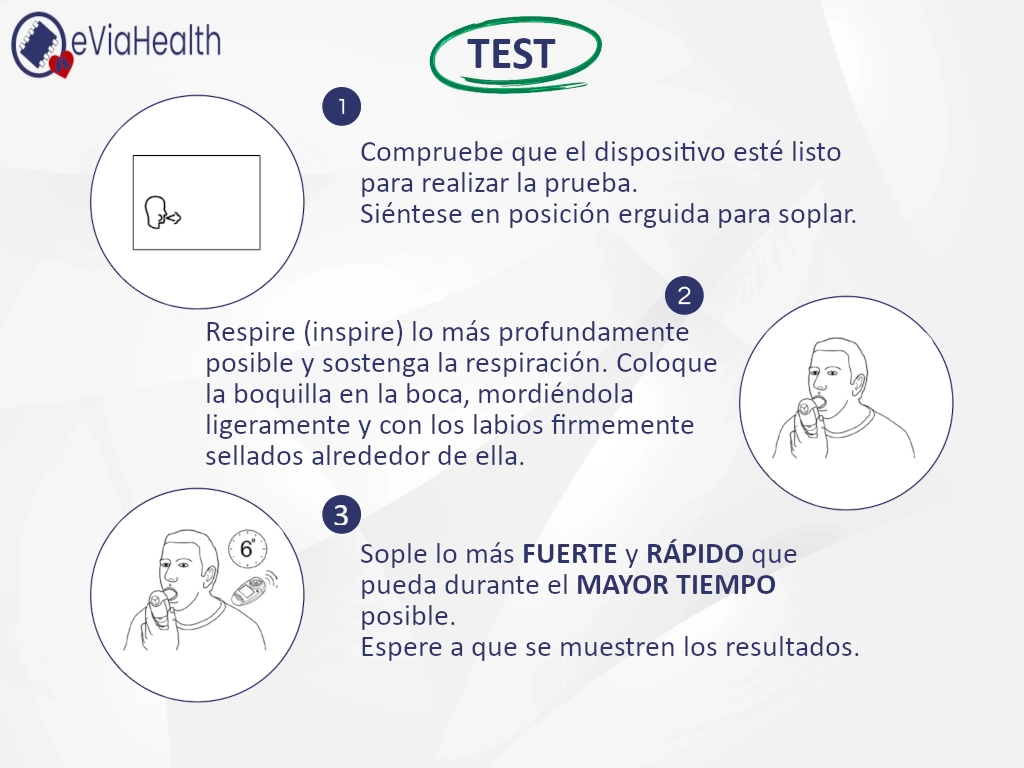 eViaHealth
TEST
1
Compruebe que el dispositivo esté listo
para realizar la prueba.
Siéntese en posición erguida para soplar.
2
Respire (inspire) lo más profundamente
posible y sostenga la respiración. Coloque
la boquilla en la boca, mordiéndola
ligeramente y con los labios firmemente
sellados alrededor de ella.
3
6"
Sople lo más FUERTE y RÁPIDO que
pueda durante el MAYOR TIEMPO
posible.
Espere a que se muestren los resultados.